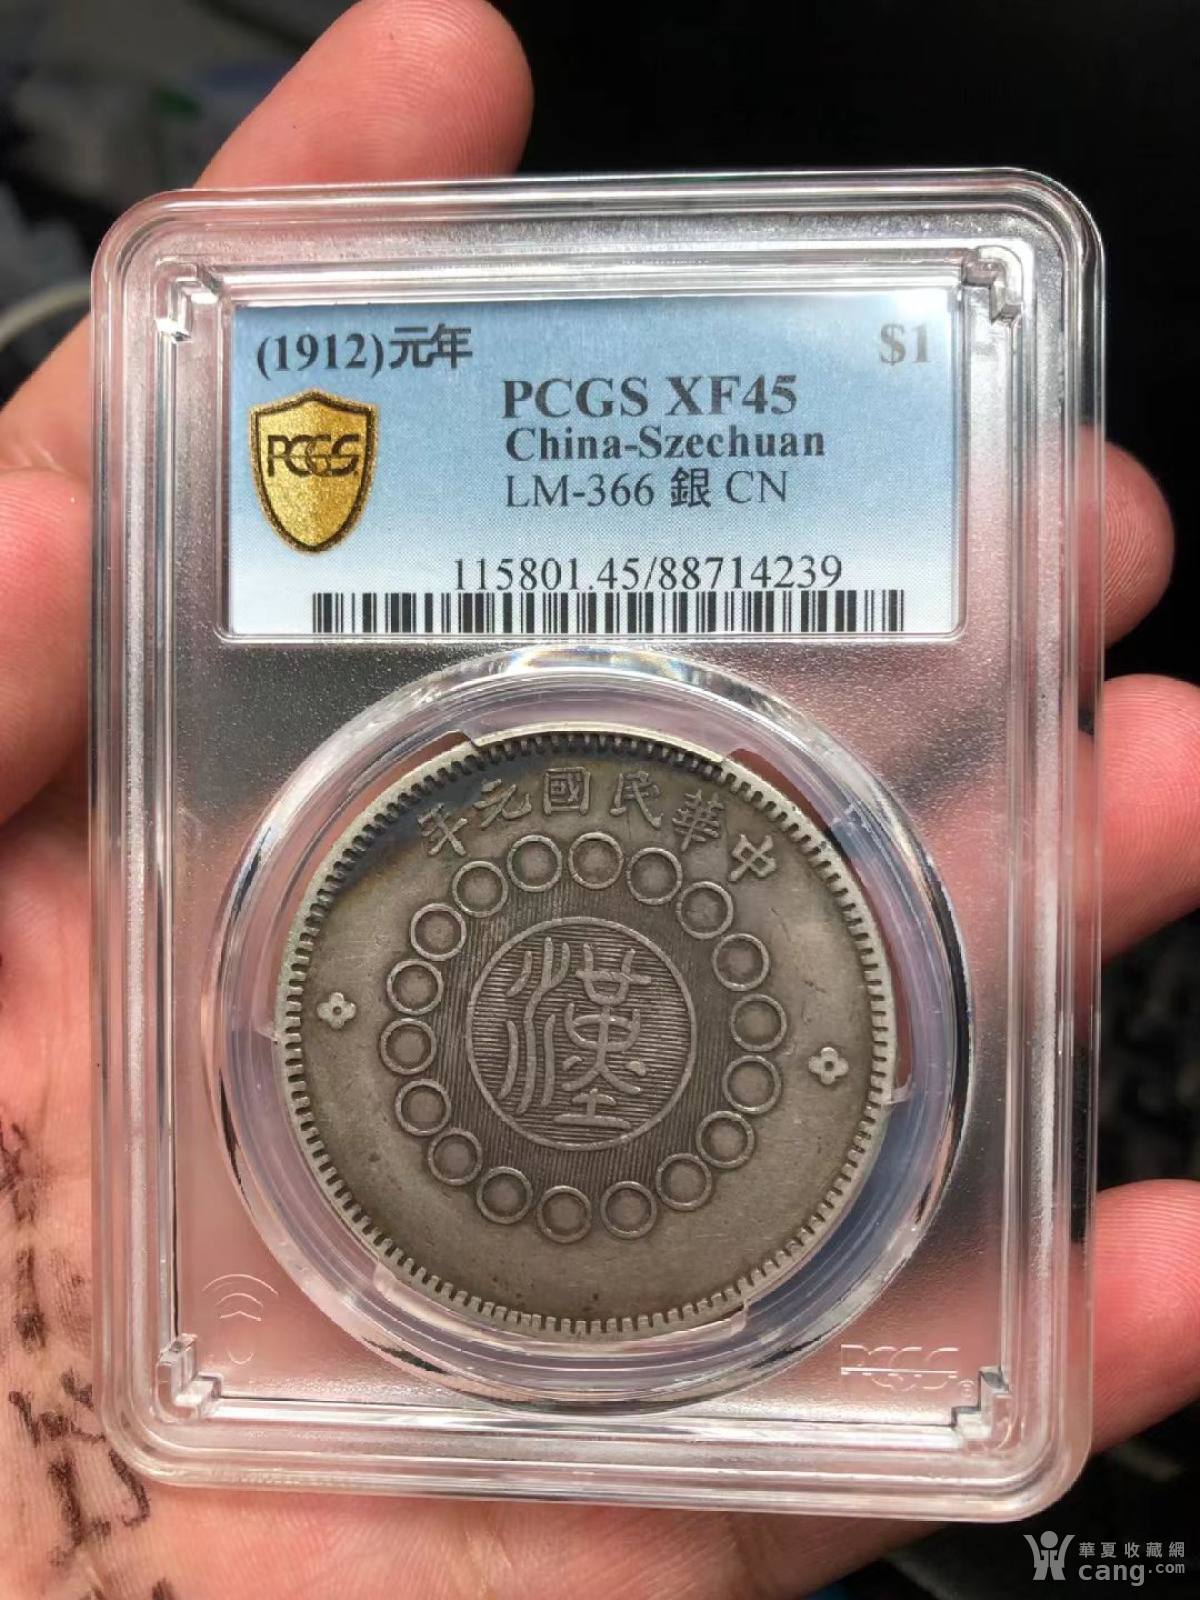 (1912)元年 $1
PCGS XF45
China-Szechuan
LM-366 銀 CN
PCGS
115801.45/88714239
中華民國元年
漢
PCGS
華夏收藏網
cang.com